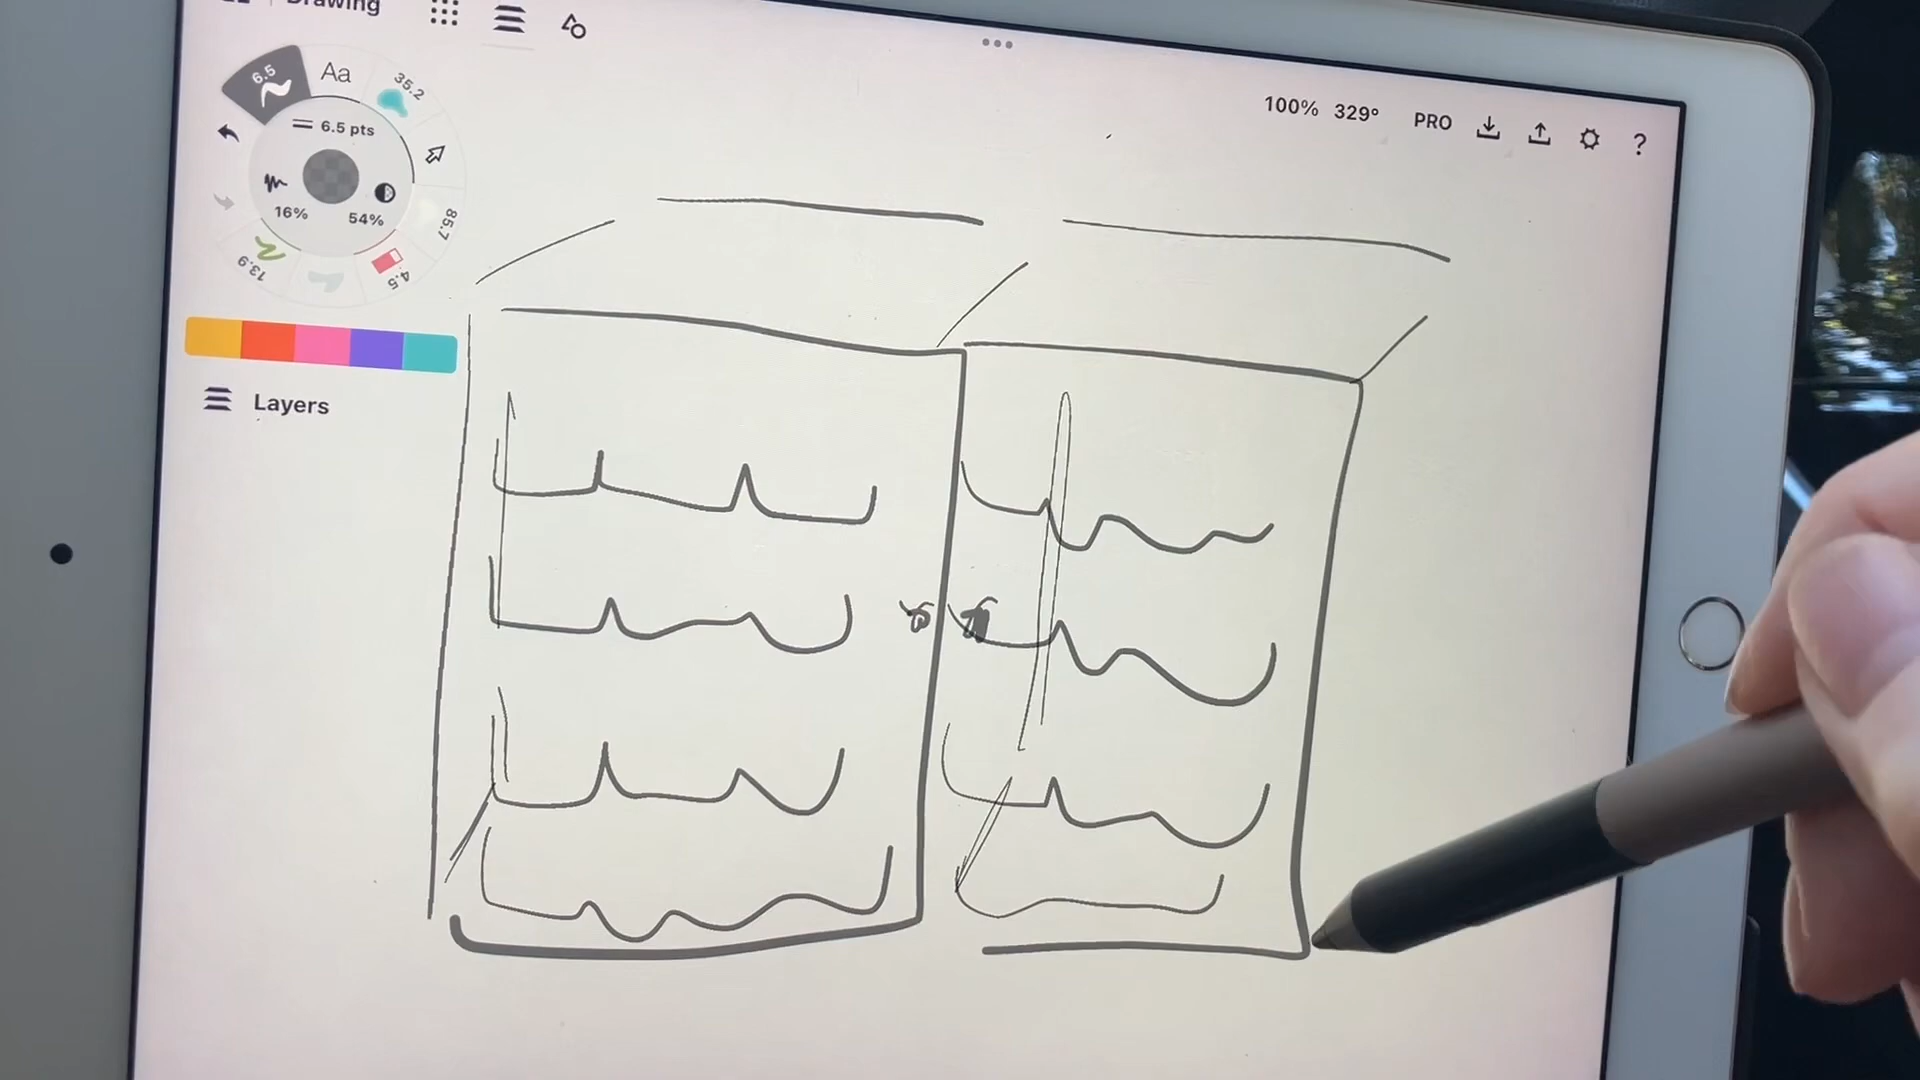 Drawing
100% 329° PRO ?
6.5 Aa 35.2
6.5 pts
16% 54%
85.7
13.9 4.5
Layers